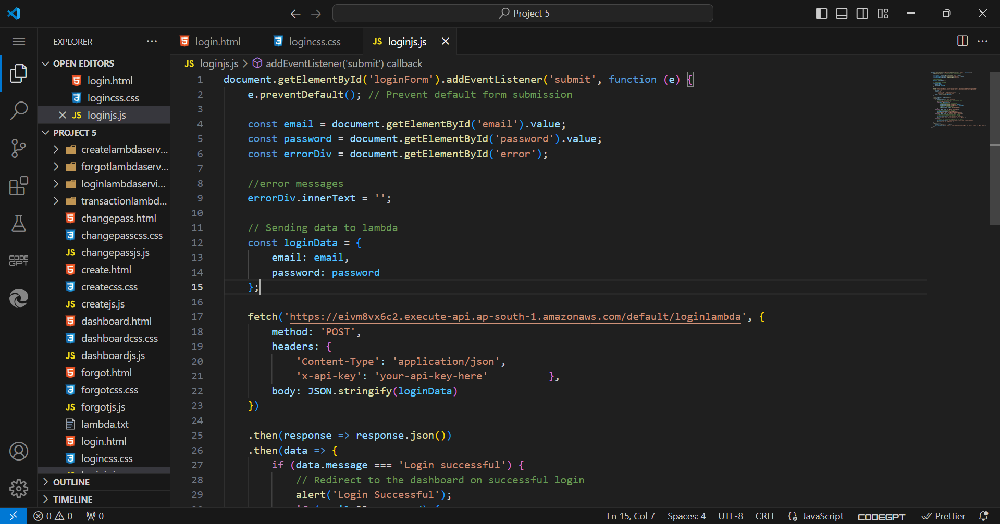 Project 5
EXPLORER
OPEN EDITORS
login.html
logincss.css
JS loginjs.js
PROJECT 5
createlambdaserv...
forgotlambdaserv...
loginlambdaservi...
transactionlambd...
changepass.html
changepasscss.css
JS changepassjs.js
create.html
createcss.css
JS createjs.js
dashboard.html
dashboardcss.css
JS dashboardjs.js
forgot.html
forgotcss.css
JS forgotjs.js
lambda.txt
login.html
logincss.css
OUTLINE
TIMELINE
CODE
GPT
login.html
logincss.css
JS loginjs.js
JS loginjs.js > addEventListener('submit') callback
1 document.getElementById('loginForm').addEventListener('submit', function (e) {
2 e.preventDefault(); // Prevent default form submission
3
4 const email = document.getElementById('email').value;
5 const password = document.getElementById('password').value;
6 const errorDiv = document.getElementById('error');
7
8 //error messages
9 errorDiv.innerText = '';
10
11 // Sending data to lambda
12 const loginData = {
13 email: email,
14 password: password
15 };
16
17 fetch('https://eivm8vx6c2.execute-api.ap-south-1.amazonaws.com/default/loginlambda', {
18 method: 'POST',
19 headers: {
20 'Content-Type': 'application/json',
21 'x-api-key': 'your-api-key-here' },
22 body: JSON.stringify(loginData)
23 })
24
25 .then(response => response.json())
26 .then(data => {
27 if (data.message === 'Login successful') {
28 // Redirect to the dashboard on successful login
29 alert('Login Successful');
0 0 0
Ln 15, Col 7
Spaces: 4
UTF-8
CRLF
{} JavaScript
CODEGPT
Prettier